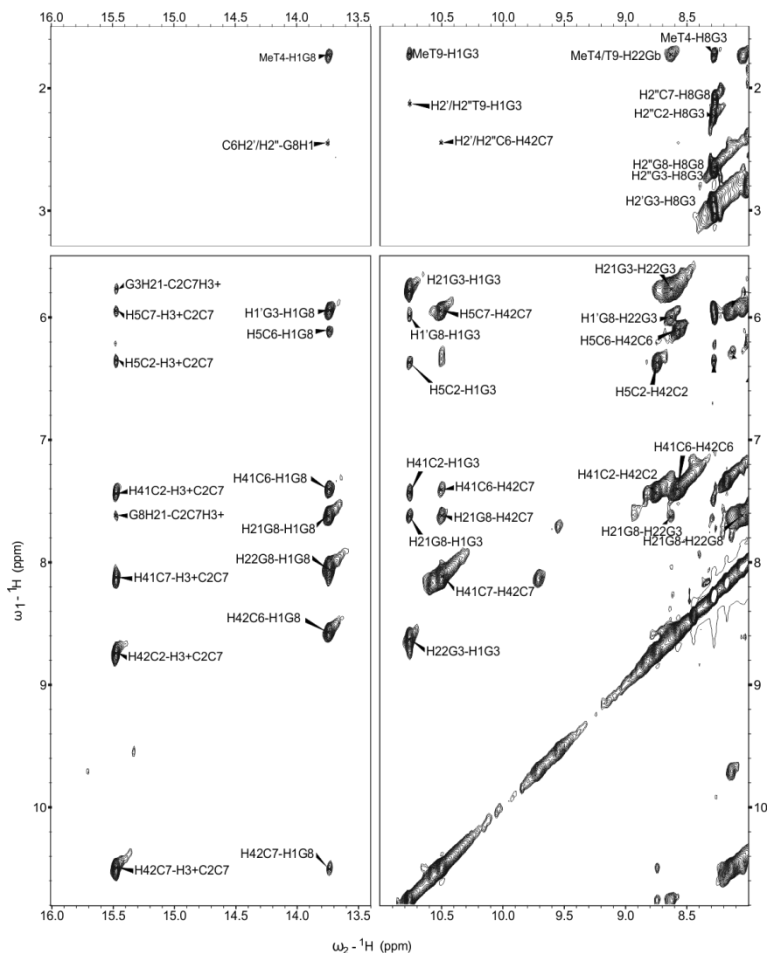 16.0 15.5 15.0 14.5 14.0 13.5
10.5 10.0 9.5 9.0 8.5
MeT4-H1G8
C6H2'/H2"-G8H1
MeT9-H1G3
MeT4-H8G3
MeT4/T9-H22Gb
H2'/H2"T9-H1G3
H2'/H2"C6-H42C7
H2"C7-H8G8
H2"C2-H8G3
H2"G8-H8G8
H2"G3-H8G3
H2'G3-H8G3
2
3
2
3
G3H21-C2C7H3+
H5C7-H3+C2C7
H5C2-H3+C2C7
H1'G3-H1G8
H5C6-H1G8
H41C2-H3+C2C7
G8H21-C2C7H3+
H41C7-H3+C2C7
H42C2-H3+C2C7
H42C7-H3+C2C7
H41C6-H1G8
H21G8-H1G8
H22G8-H1G8
H42C6-H1G8
H42C7-H1G8
H21G3-H1G3
H5C7-H42C7
H1'G8-H1G3
H5C2-H1G3
H21G3-H22G3
H1'G8-H22G3
H5C6-H42C6
H5C2-H42C2
H41C2-H1G3
H41C6-H42C7
H21G8-H42C7
H21G8-H1G3
H41C7-H42C7
H22G3-H1G3
H41C6-H42C6
H41C2-H42C2
H21G8-H22G3
H21G8-H22G8
6
7
8
9
10
6
7
8
9
10
ω1 - 1H (ppm)
16.0 15.5 15.0 14.5 14.0 13.5
10.5 10.0 9.5 9.0 8.5
ω2 - 1H (ppm)